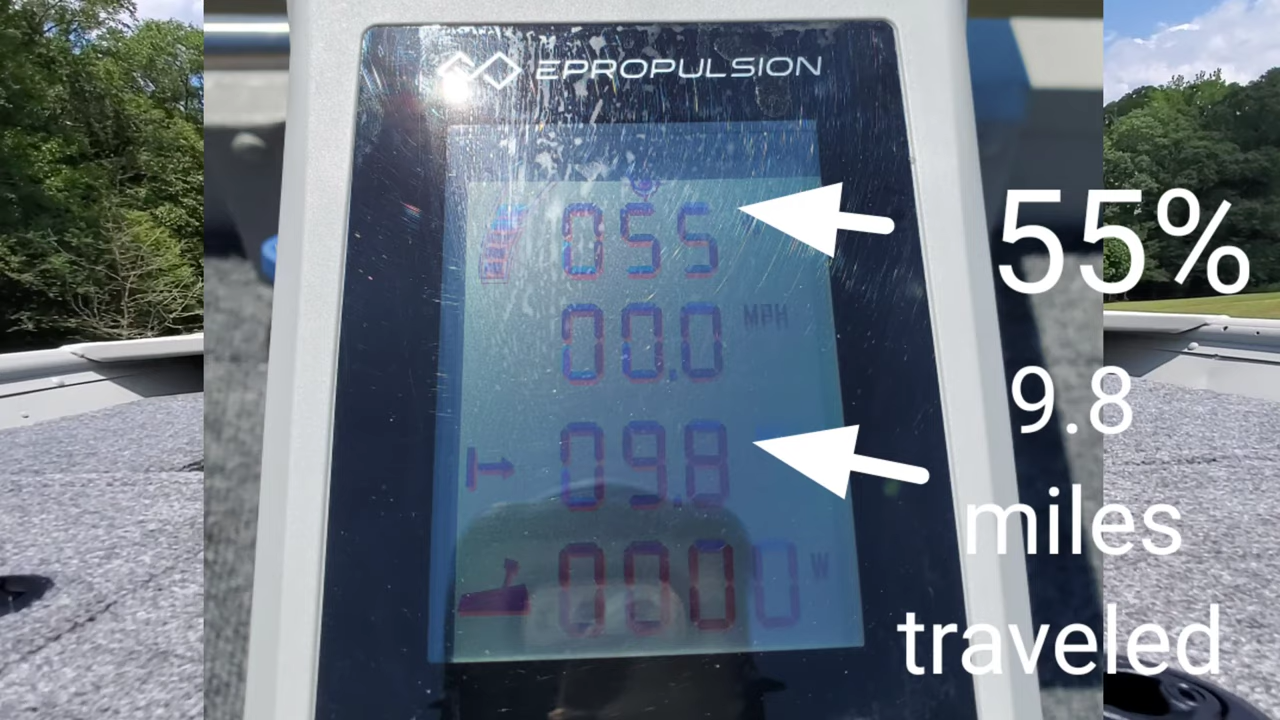 EPROPULSION
055
55%
00.0 MPH
9.8
09.8
miles
0000 W
traveled